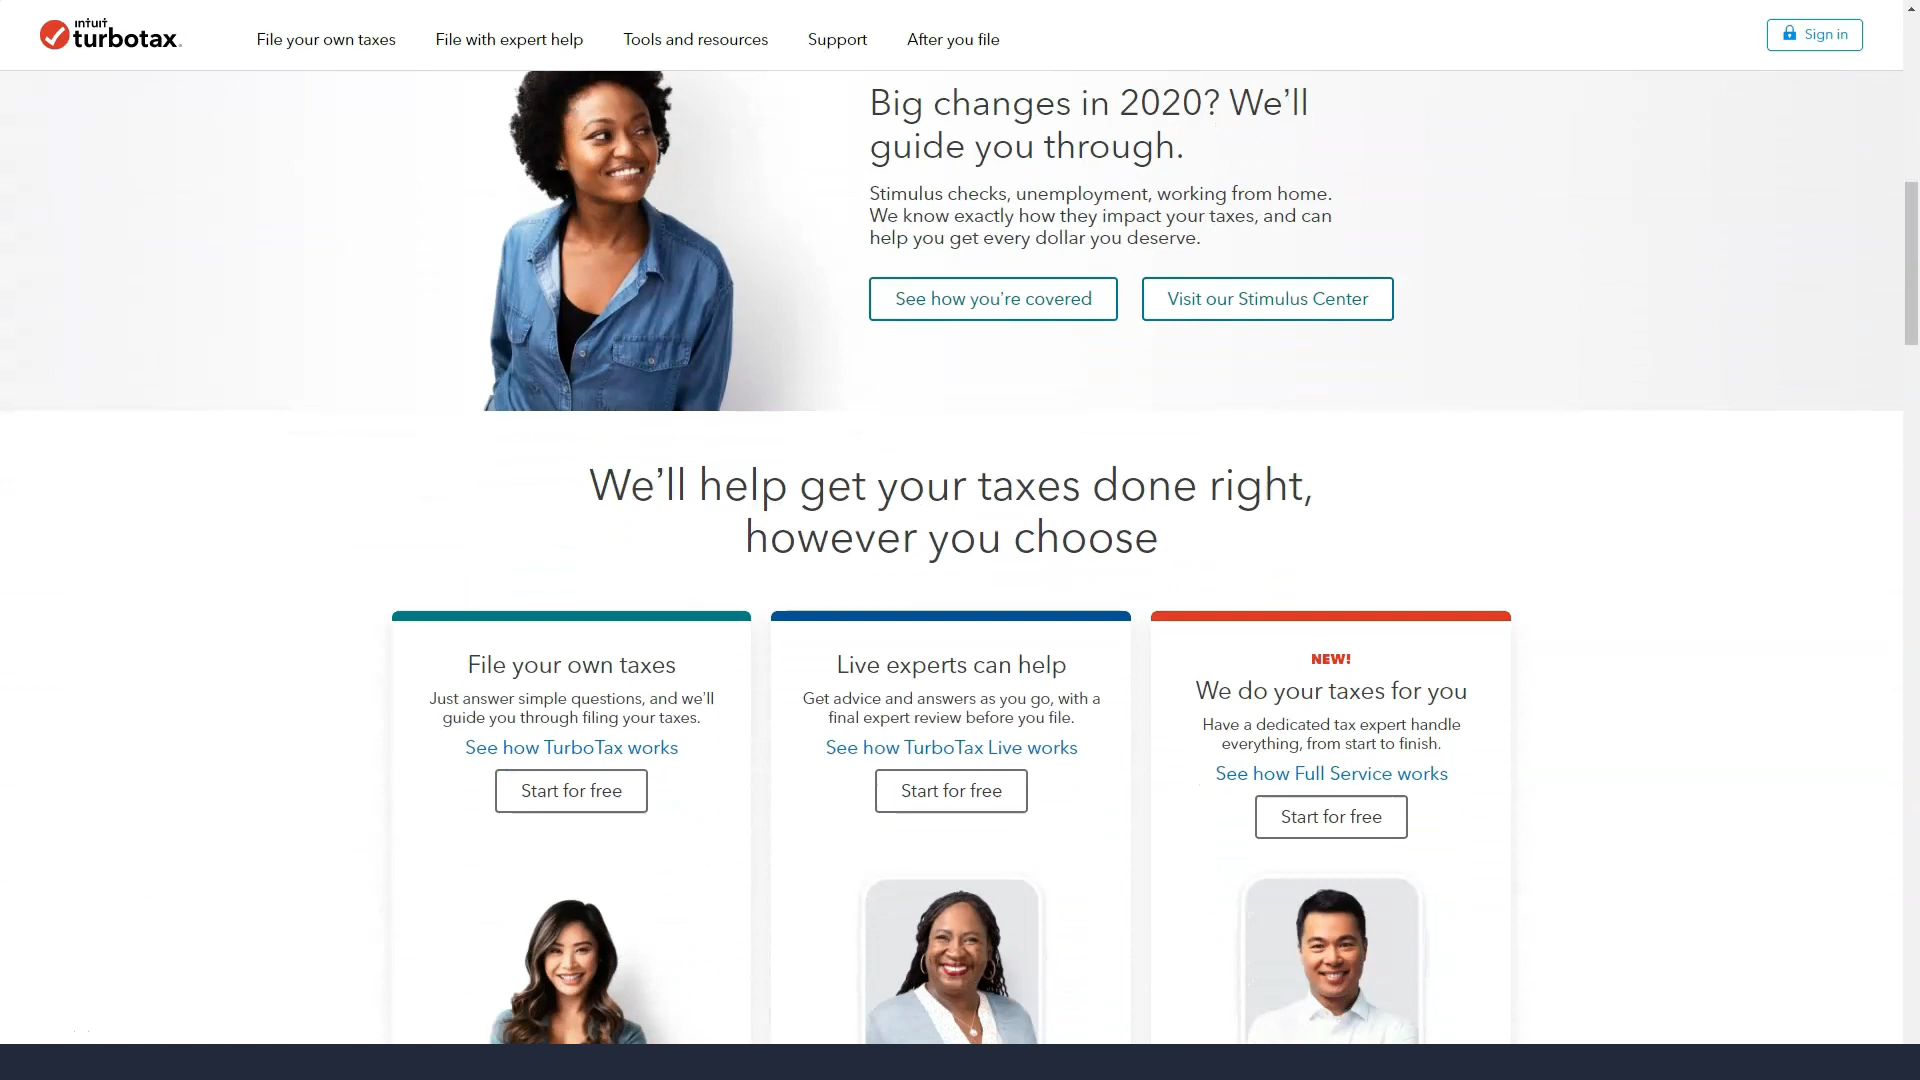 intuit
turbotax.
File your own taxes
File with expert help
Tools and resources
Support
After you file
Sign in
Big changes in 2020? We'll
guide you through.
Stimulus checks, unemployment, working from home.
We know exactly how they impact your taxes, and can
help you get every dollar you deserve.
See how you're covered
Visit our Stimulus Center
We'll help get your taxes done right,
however you choose
File your own taxes
Just answer simple questions, and we'll
guide you through filing your taxes.
See how TurboTax works
Start for free
Live experts can help
Get advice and answers as you go, with a
final expert review before you file.
See how TurboTax Live works
Start for free
NEW!
We do your taxes for you
Have a dedicated tax expert handle
everything, from start to finish.
See how Full Service works
Start for free